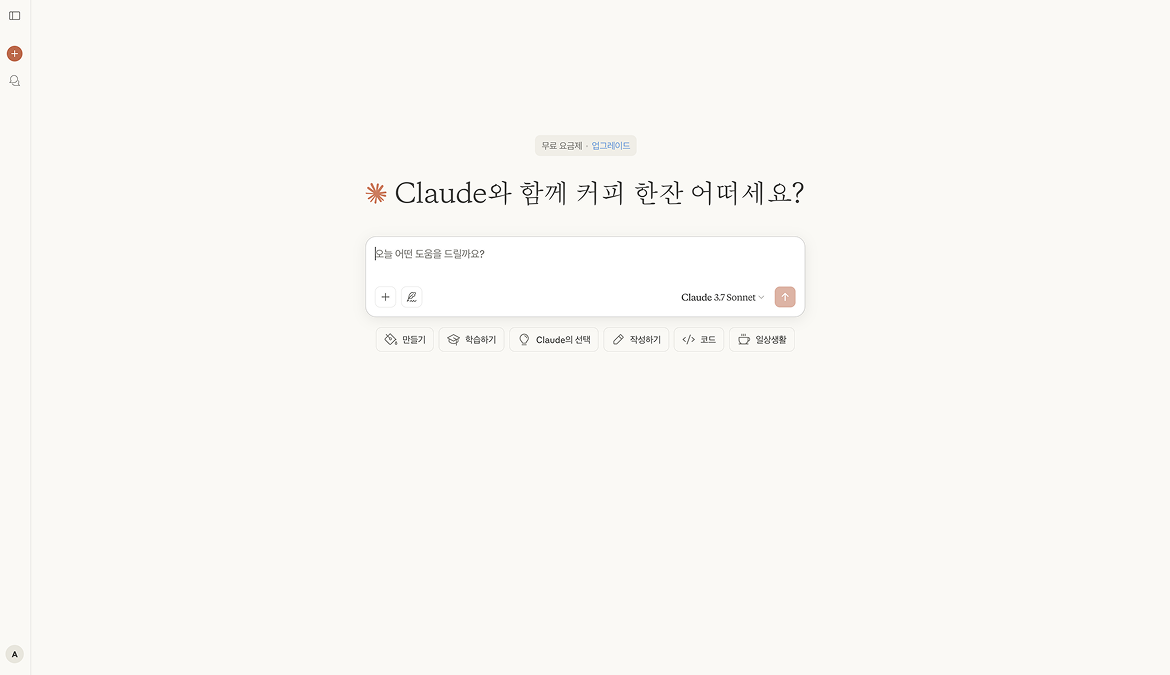 무료 요금제 · 업그레이드
Claude와 함께 커피 한잔 어떠세요?
오늘 어떤 도움을 드릴까요?
Claude 3.7 Sonnet
만들기
학습하기
Claude의 선택
작성하기
코드
일상생활
A